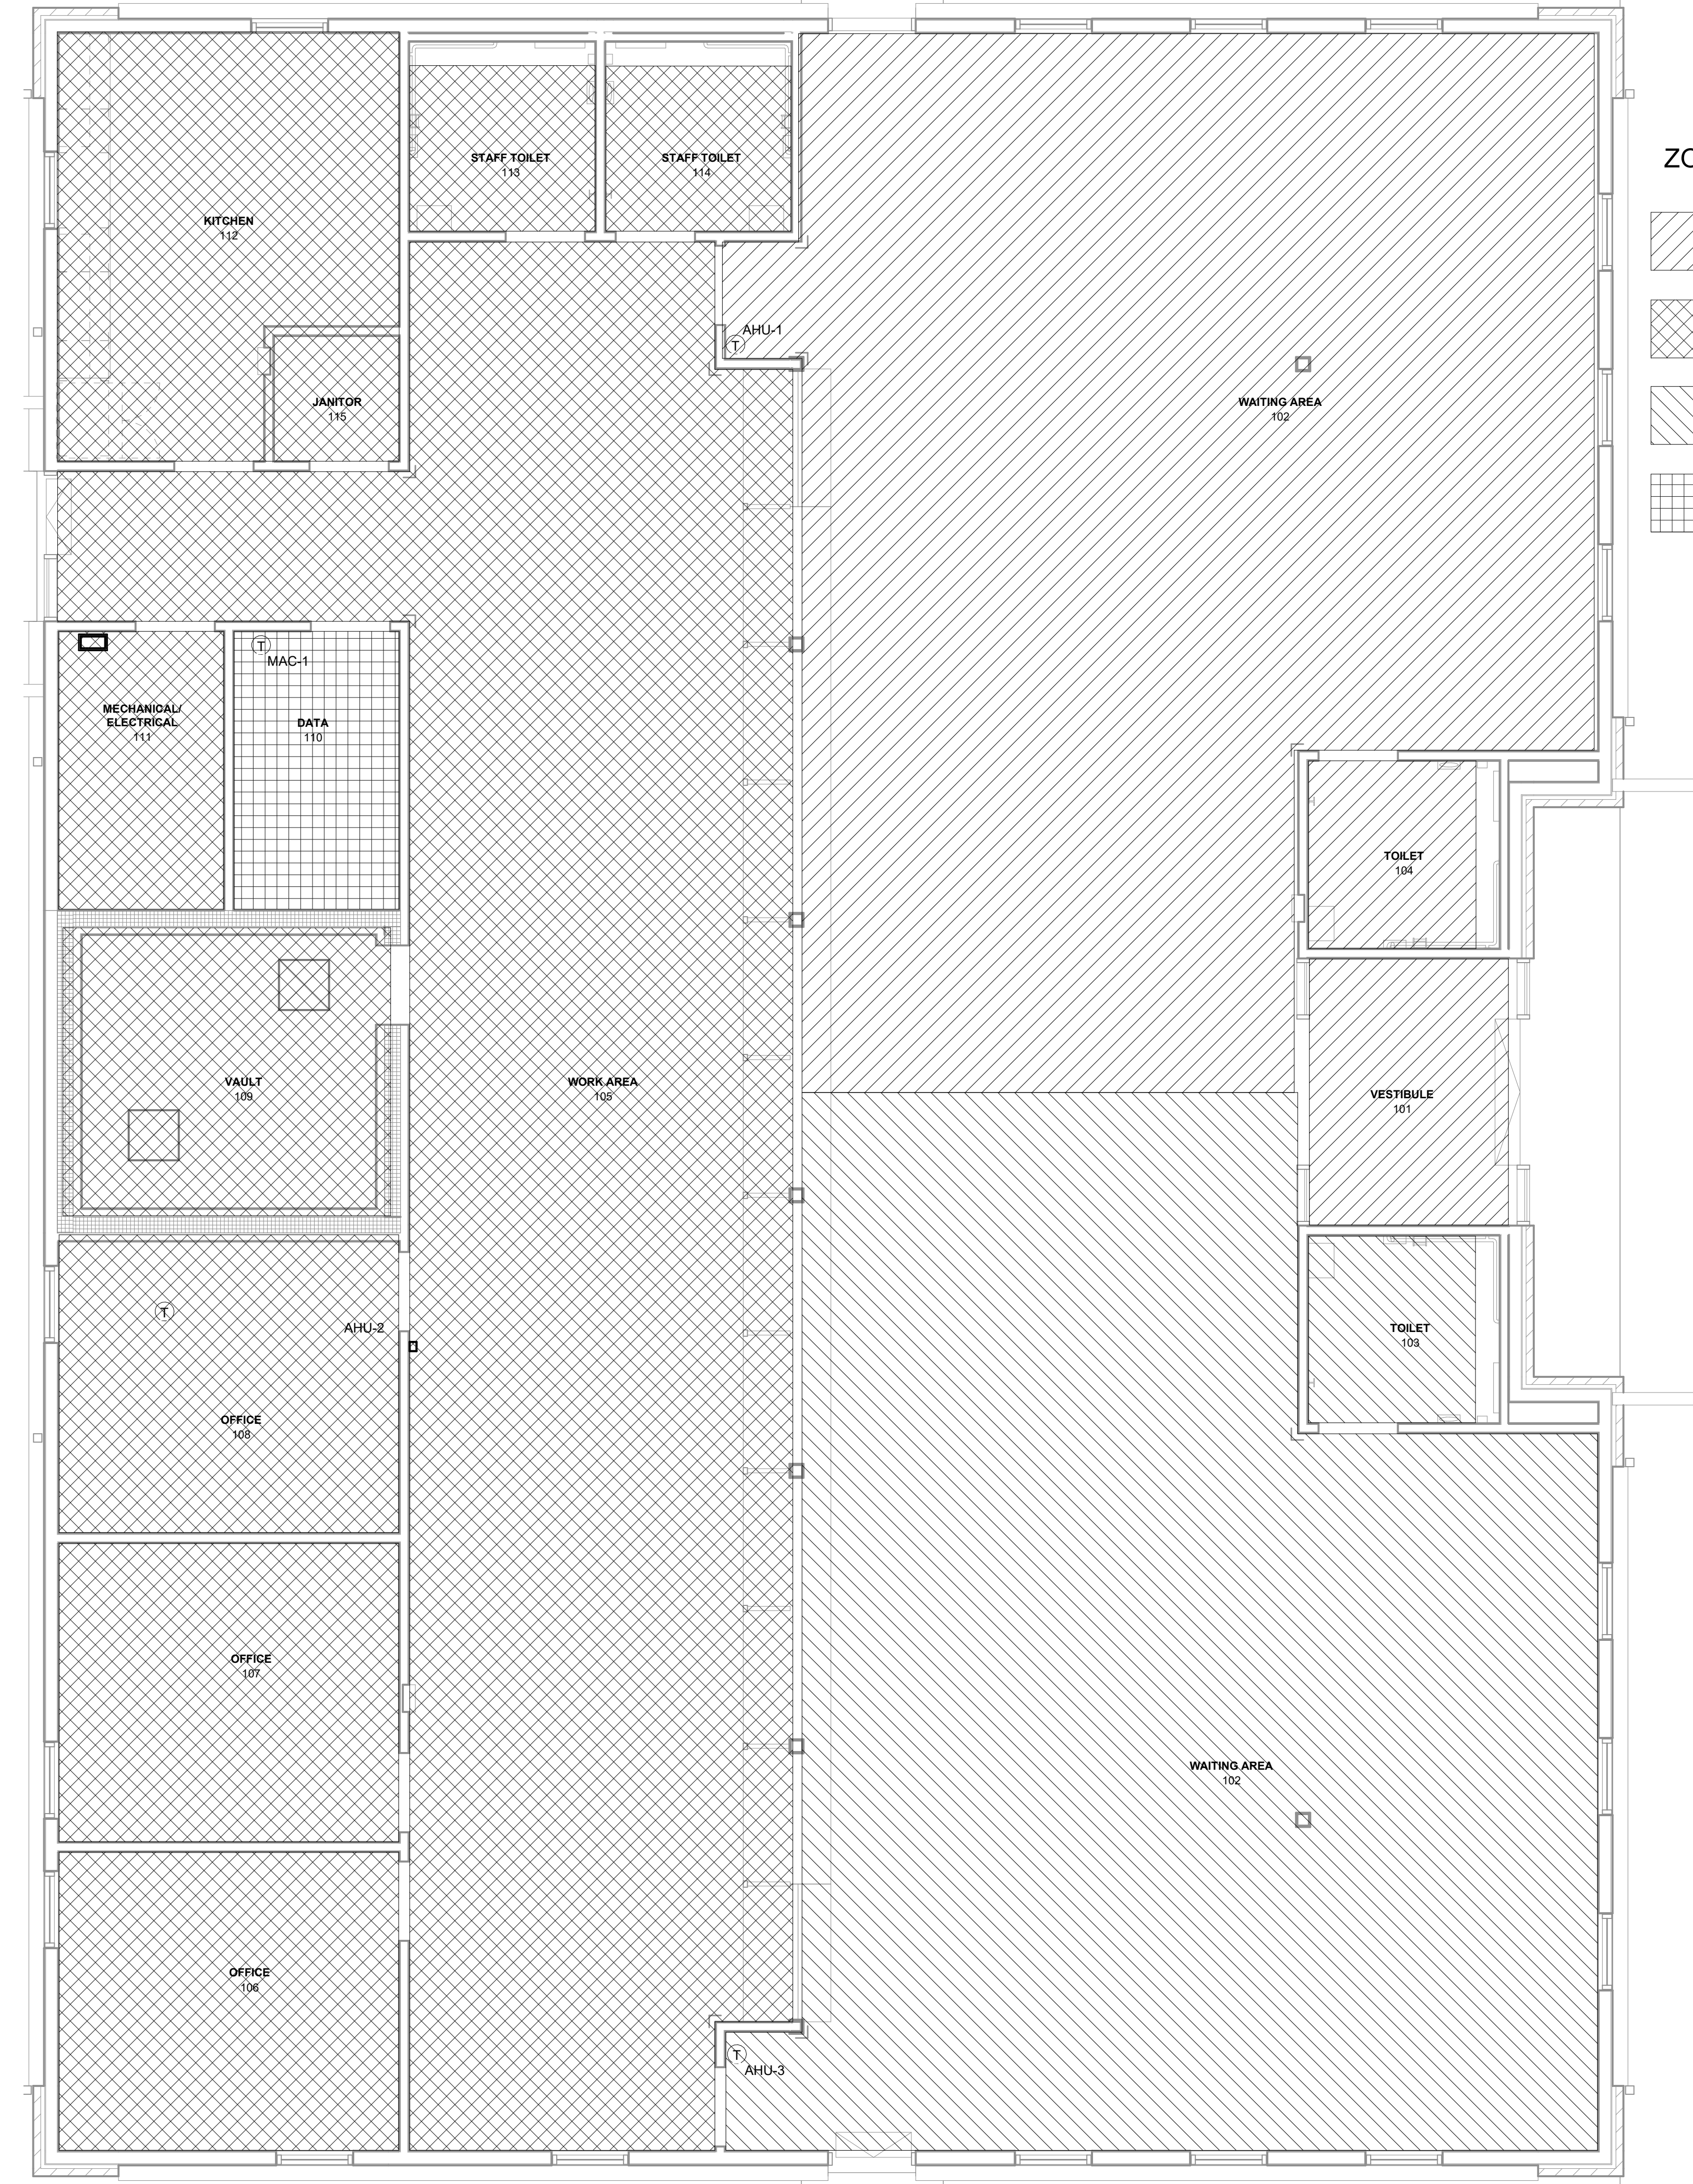 STAFF TOILET
113
STAFF TOILET
114
ZO
KITCHEN
112
AHU-1
T
JANITOR
115
WAITING AREA
102
T
MAC-1
MECHANICAL/
ELECTRICAL
111
DATA
110
TOILET
104
VAULT
109
WORK AREA
105
VESTIBULE
101
T
AHU-2
TOILET
103
OFFICE
108
OFFICE
107
WAITING AREA
102
OFFICE
106
T
AHU-3